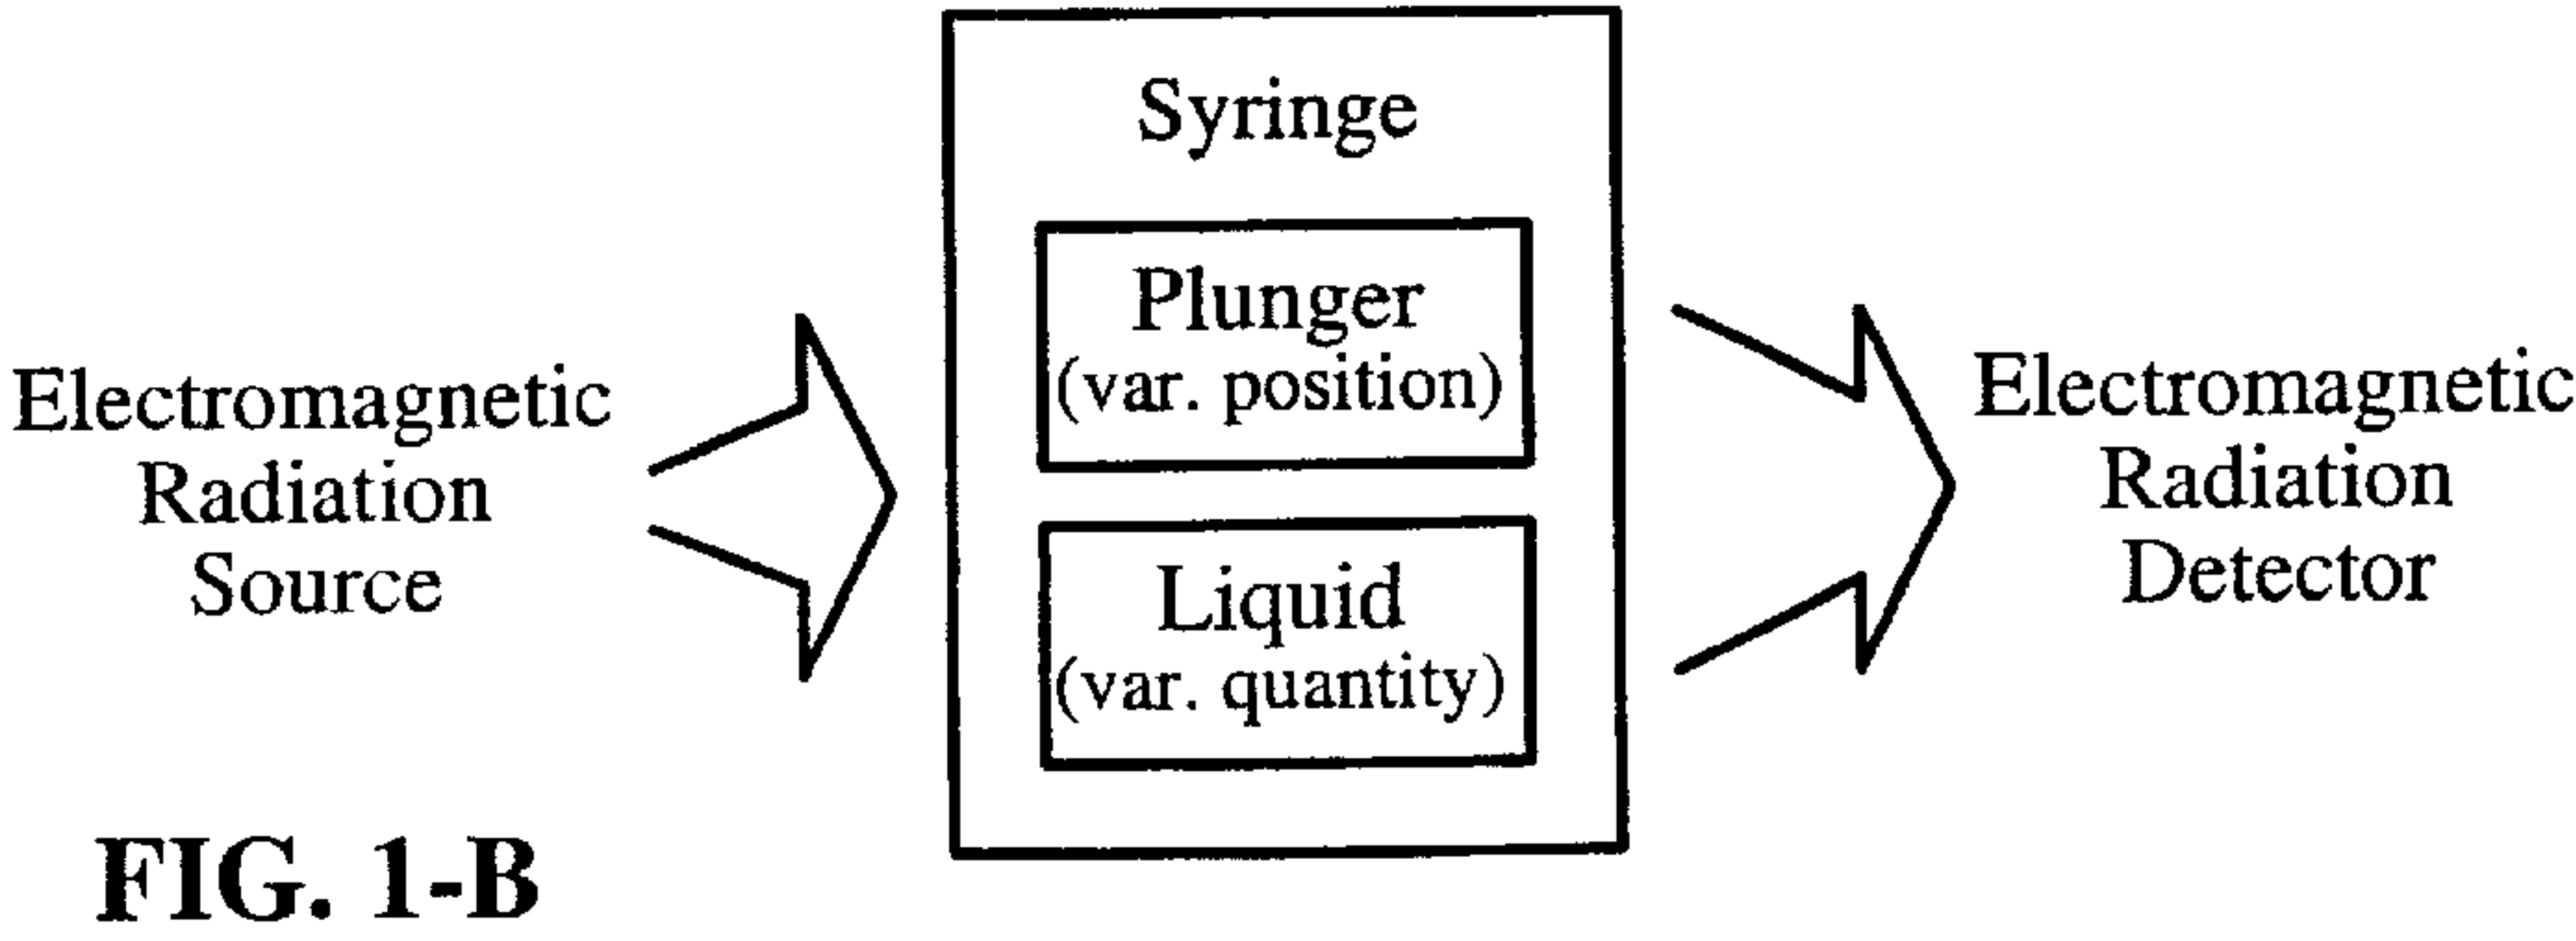 Syringe
Plunger
(var. position)
Liquid
(var. quantity)
Electromagnetic
Radiation
Source
Electromagnetic
Radiation
Detector
FIG. 1-B